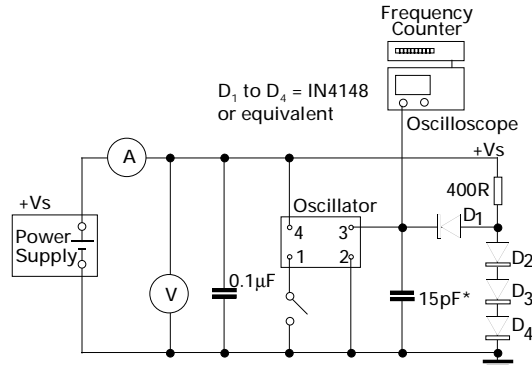 Frequency
Counter
D1 to D4 = IN4148
or equivalent
Oscilloscope
+Vs
A
400R
+Vs
Oscillator
D1
Power
Supply
4
3
1
2
D2
V
0.1µF
15pF*
D3
D4